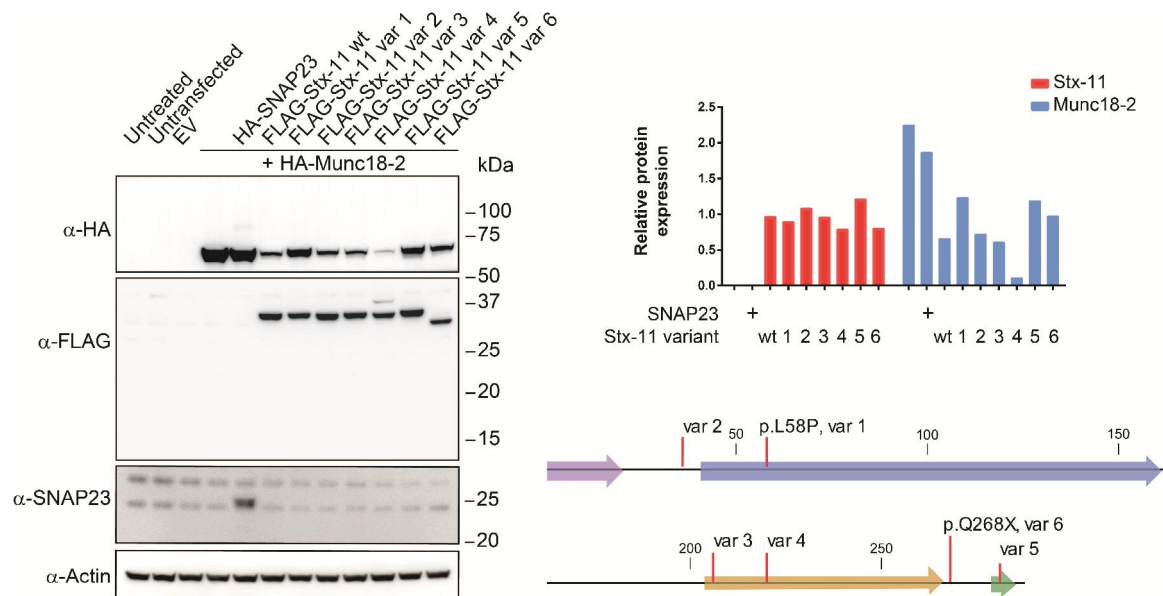 Untreated
Untransfected
EV
HA-SNAP23
FLAG-Stx-11 wt
FLAG-Stx-11 var 1
FLAG-Stx-11 var 2
FLAG-Stx-11 var 3
FLAG-Stx-11 var 4
FLAG-Stx-11 var 5
FLAG-Stx-11 var 6
+ HA-Munc18-2
kDa
α-HA
–100
–75
–50
α-FLAG
–37
–25
–20
–15
α-SNAP23
–25
–20
α-Actin
Stx-11
Munc18-2
Relative protein
expression
2.5
2.0
1.5
1.0
0.5
0.0
SNAP23 + +
Stx-11 variant wt 1 2 3 4 5 6 wt 1 2 3 4 5 6
var 2 50 p.L58P, var 1 100 150
200 var 3 var 4 250 p.Q268X, var 6
var 5